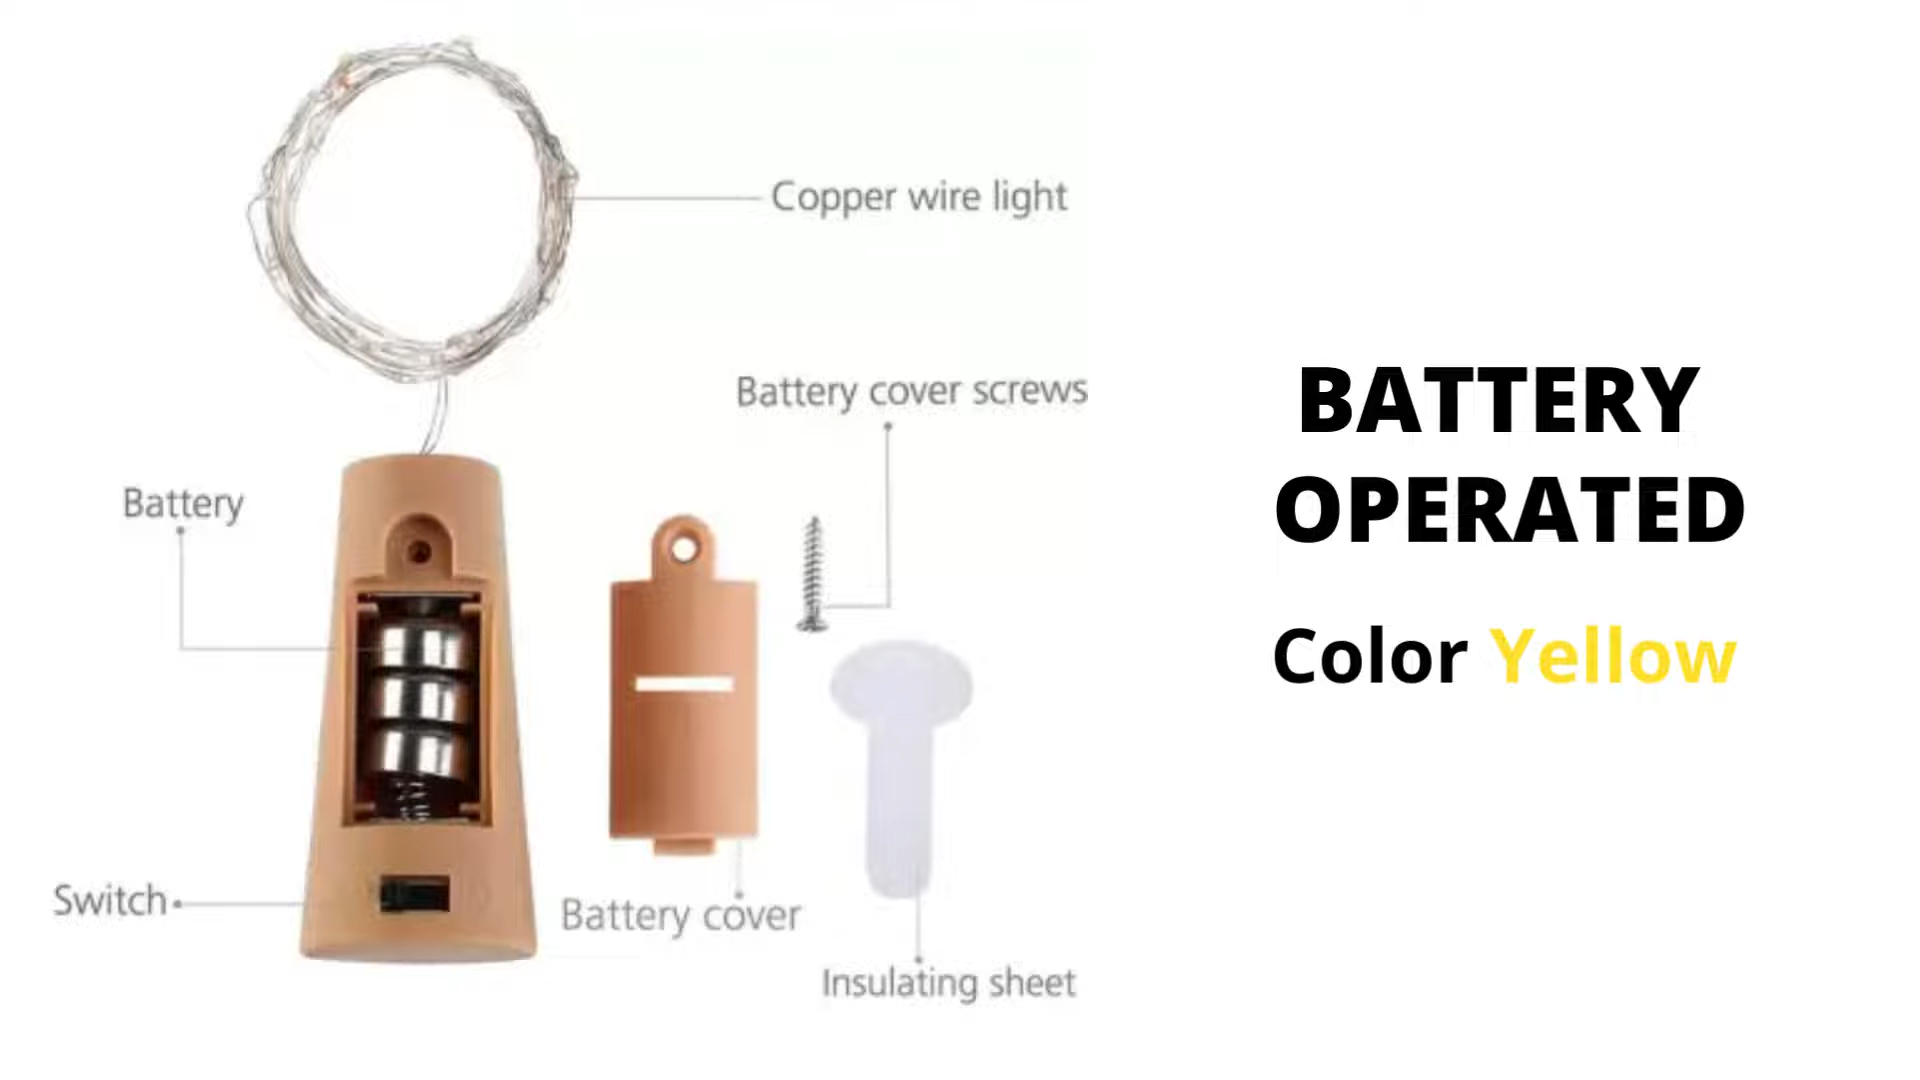 Copper wire light
Battery cover screws
Battery
Switch
Battery cover
Insulating sheet
BATTERY
OPERATED
Color Yellow